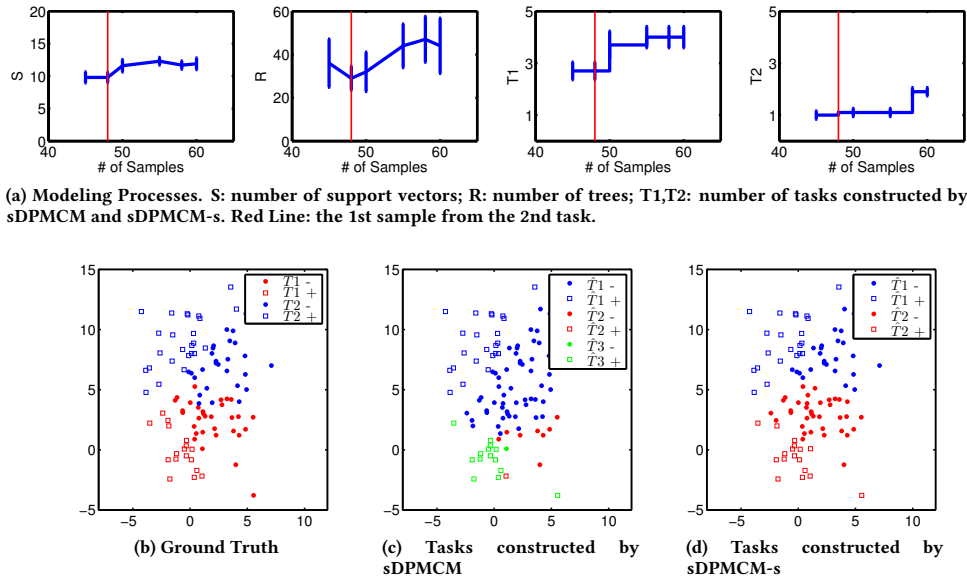 20
15
10
5
0
S
40 50 60
# of Samples
60
40
20
0
R
40 50 60
# of Samples
5
3
1
T1
40 50 60
# of Samples
5
3
1
T2
40 50 60
# of Samples
(a) Modeling Processes. S: number of support vectors; R: number of trees; T1,T2: number of tasks constructed by
sDPMCM and sDPMCM-s. Red Line: the 1st sample from the 2nd task.
15
10
5
0
−5
−5 0 5 10
T1 -
T1 +
T2 -
T2 +
(b) Ground Truth
15
10
5
0
−5
−5 0 5 10
T̂1 -
T̂1 +
T̂2 -
T̂2 +
T̂3 -
T̂3 +
(c) Tasks constructed by
sDPMCM
15
10
5
0
−5
−5 0 5 10
T̂1 -
T̂1 +
T̂2 -
T̂2 +
(d) Tasks constructed by
sDPMCM-s